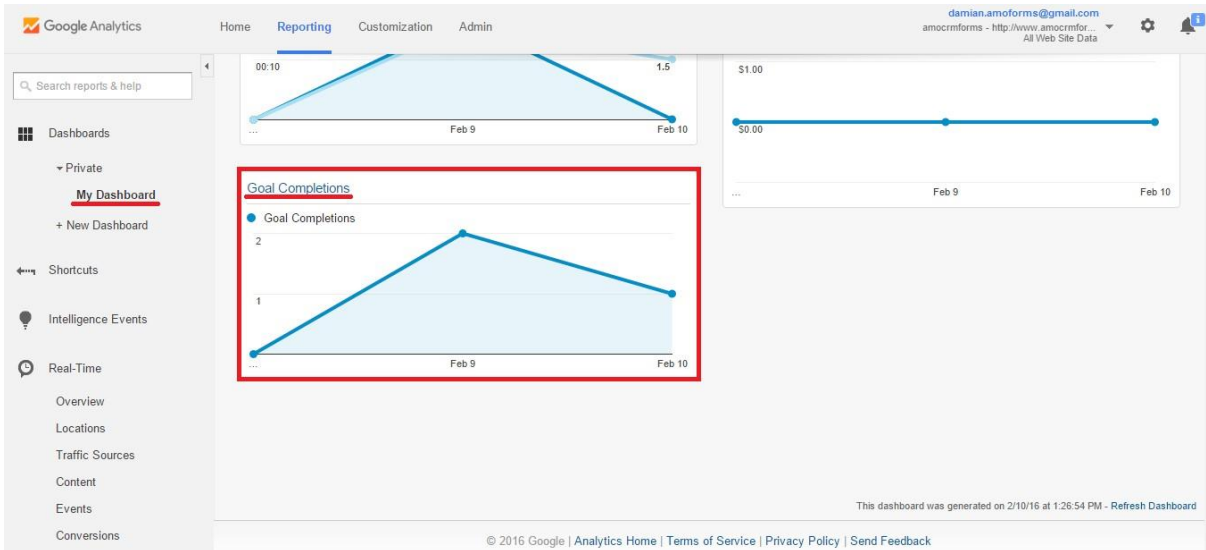 Google Analytics
Home Reporting Customization Admin
damian.amoforms@gmail.com
amocrmforms - http://www.amocrmfor...
All Web Site Data
i
Search reports & help
Dashboards
Private
My Dashboard
+ New Dashboard
Shortcuts
Intelligence Events
Real-Time
Overview
Locations
Traffic Sources
Content
Events
Conversions
00:10 1.5
... Feb 9 Feb 10
$1.00
$0.00
... Feb 9 Feb 10
Goal Completions
Goal Completions
2
1
... Feb 9 Feb 10
This dashboard was generated on 2/10/16 at 1:26:54 PM - Refresh Dashboard
© 2016 Google | Analytics Home | Terms of Service | Privacy Policy | Send Feedback